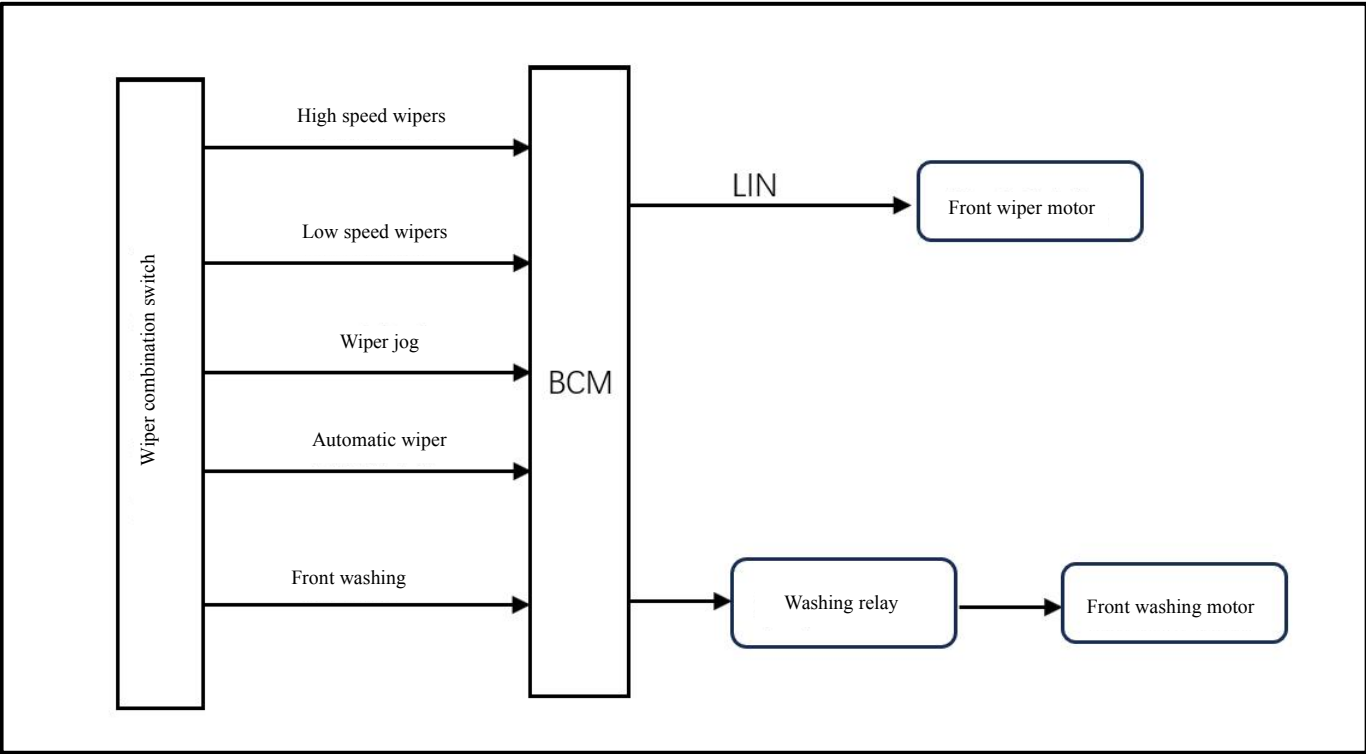 High speed wipers
LIN
Front wiper motor
Low speed wipers
Wiper combination switch
Wiper jog
BCM
Automatic wiper
Front washing
Washing relay
Front washing motor